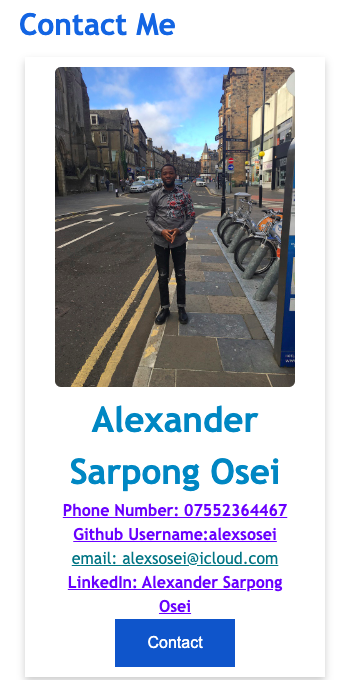 Contact Me
Alexander
Sarpong Osei
Phone Number: 07552364467
Github Username:alexsosei
email: alexsosei@icloud.com
LinkedIn: Alexander Sarpong
Osei
Contact